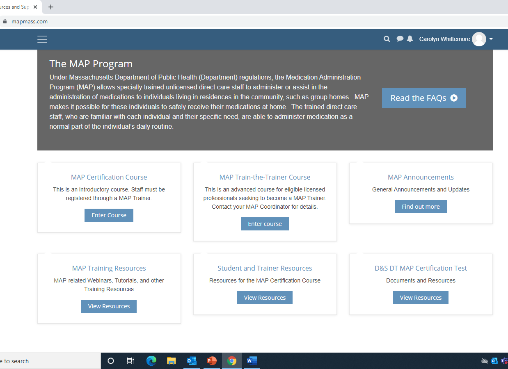 mapmass.com
Carolyn Whittemore
The MAP Program
Under Massachusetts Department of Public Health (Department) regulations, the Medication Administration
Program (MAP) allows specially trained unlicensed direct care staff to administer or assist in the
administration of medications to individuals living in residences in the community, such as group homes. MAP
makes it possible for these individuals to safely receive their medications at home. The trained direct care
staff, who are familiar with each individual and their specific need, are able to administer medication as a
normal part of the individual's daily routine.
Read the FAQs
MAP Certification Course
This is an introductory course. Staff must be
registered through a MAP Trainer.
Enter Course
MAP Train-the-Trainer Course
This is an advanced course for eligible licensed
professionals seeking to become a MAP Trainer.
Contact your MAP Coordinator for details.
Enter course
MAP Announcements
General Announcements and Updates
Find out more
MAP Training Resources
MAP related Webinars, Tutorials, and other
Training Resources
View Resources
Student and Trainer Resources
Resources for the MAP Certification Course
View Resources
D&S DT MAP Certification Test
Documents and Resources
View Resources
e to search